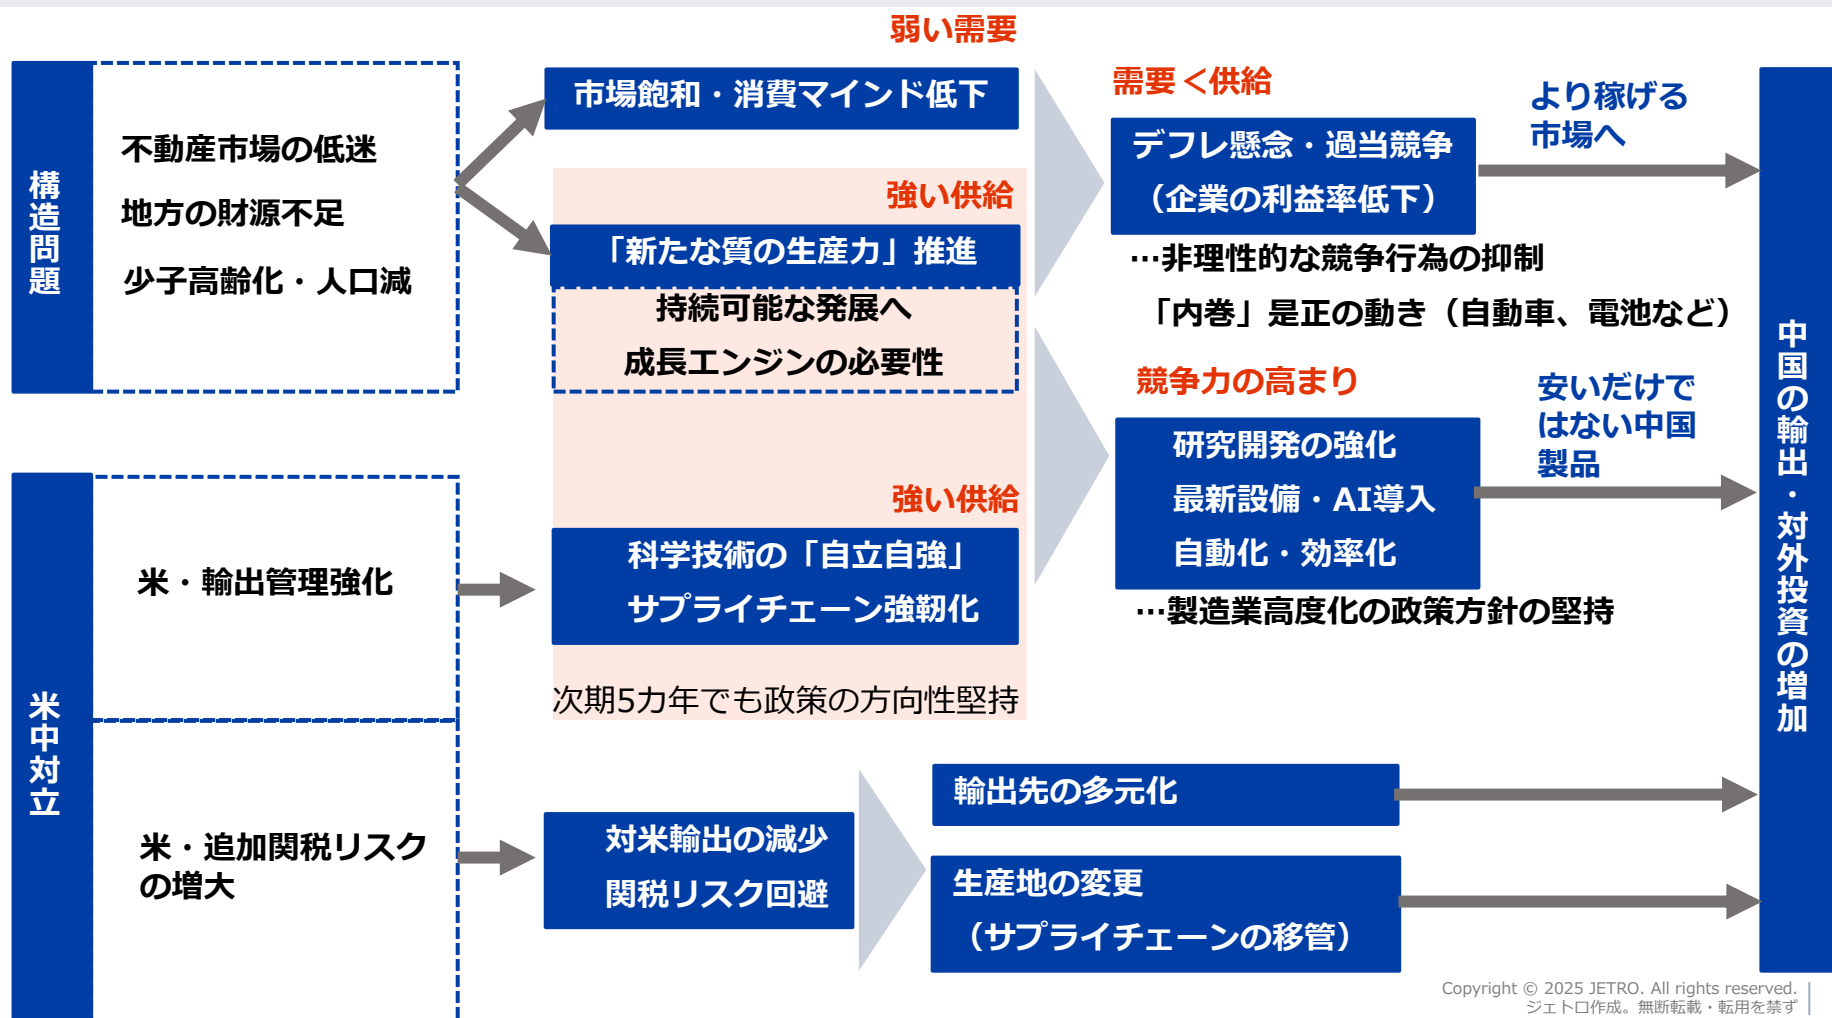 構造問題
不動産市場の低迷
地方の財源不足
少子高齢化・人口減
弱い需要
市場飽和・消費マインド低下
強い供給
「新たな質の生産力」推進
持続可能な発展へ
成長エンジンの必要性
需要<供給
デフレ懸念・過当競争
（企業の利益率低下）
…非理性的な競争行為の抑制
「内巻」是正の動き（自動車、電池など）
より稼げる
市場へ
競争力の高まり
研究開発の強化
最新設備・AI導入
自動化・効率化
…製造業高度化の政策方針の堅持
安いだけで
はない中国
製品
米中対立
米・輸出管理強化
強い供給
科学技術の「自立自強」
サプライチェーン強靭化
次期5カ年でも政策の方向性堅持
米・追加関税リスク
の増大
対米輸出の減少
関税リスク回避
輸出先の多元化
生産地の変更
（サプライチェーンの移管）
中国の輸出・対外投資の増加
Copyright © 2025 JETRO. All rights reserved.
ジェトロ作成。無断転載・転用を禁ず